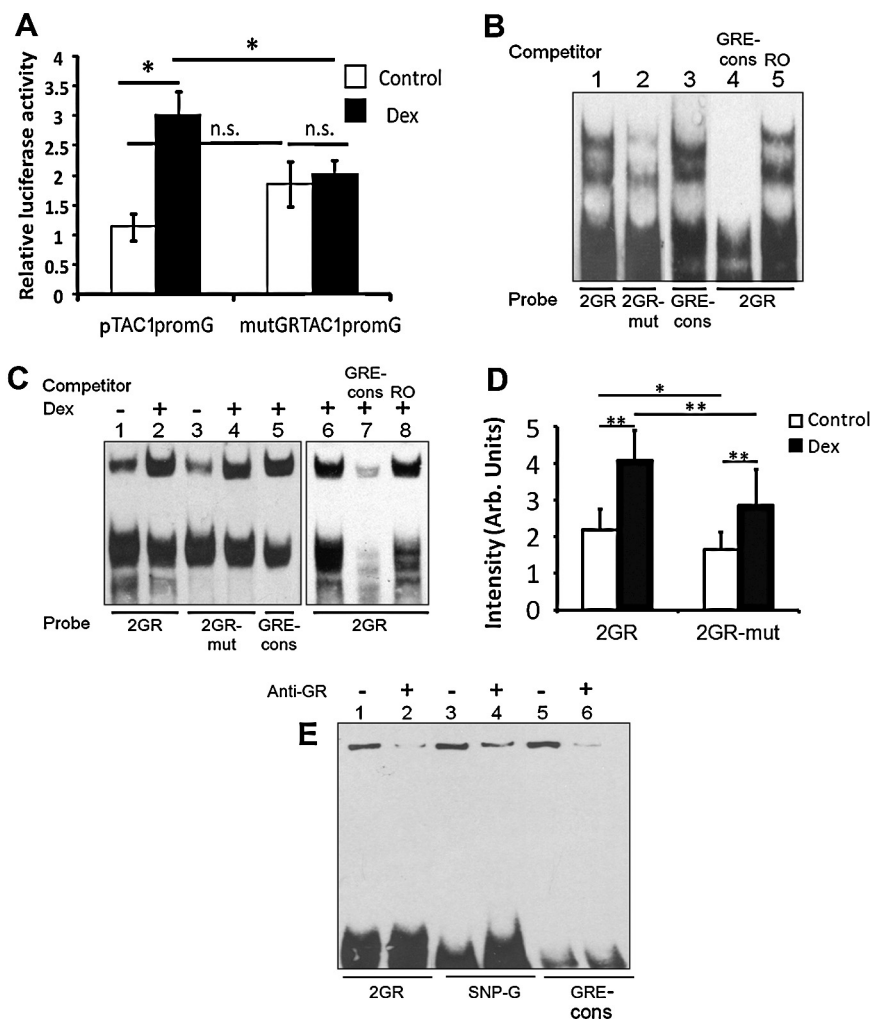 A
Relative luciferase activity
4
3.5
3
2.5
2
1.5
1
0.5
0
*
*
n.s.
n.s.
Control
Dex
pTAC1promG
mutGRTAC1promG
B
Competitor
GRE-
cons RO
1 2 3 4 5
Probe
2GR
2GR-
mut
GRE-
cons
2GR
C
Competitor
GRE-
cons RO
Dex - + - + + + + +
1 2 3 4 5 6 7 8
Probe
2GR
2GR-
mut
GRE-
cons
2GR
D
Intensity (Arb. Units)
5
4
3
2
1
0
*
**
**
**
Control
Dex
2GR
2GR-mut
Anti-GR - + - + - +
1 2 3 4 5 6
E
2GR
SNP-G
GRE-
cons